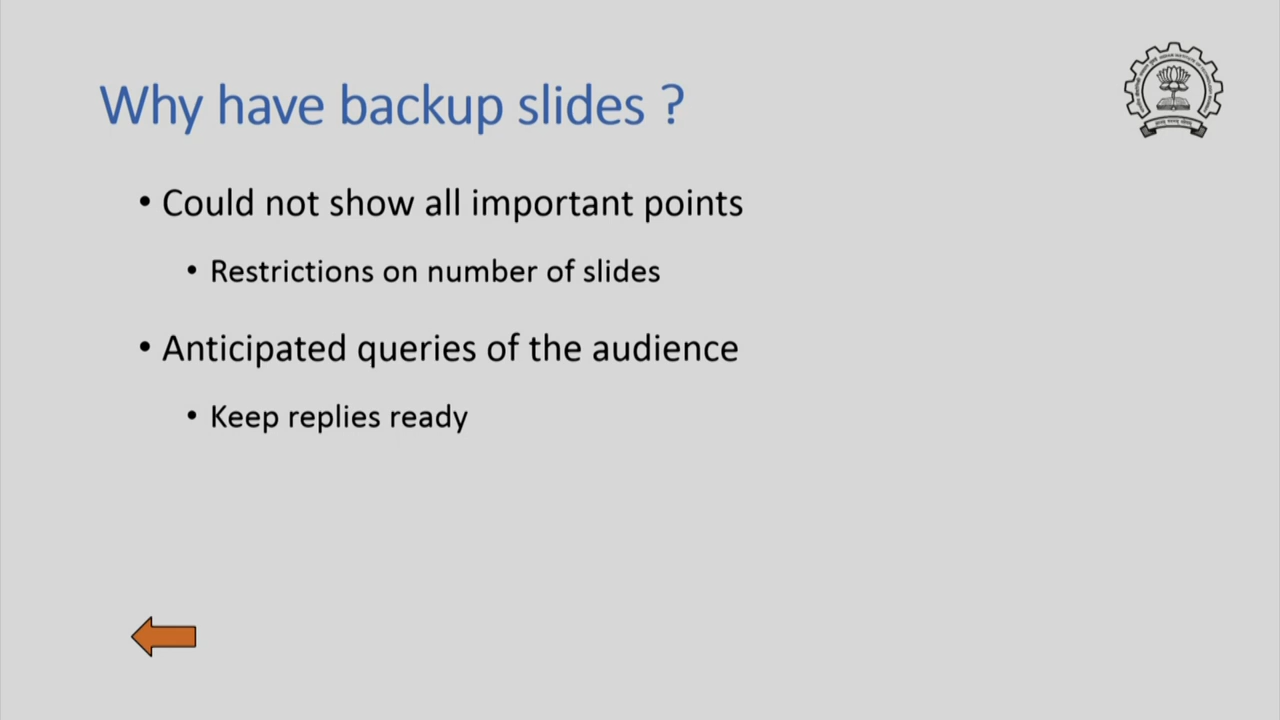 Why have backup slides ?
• Could not show all important points
• Restrictions on number of slides
• Anticipated queries of the audience
• Keep replies ready